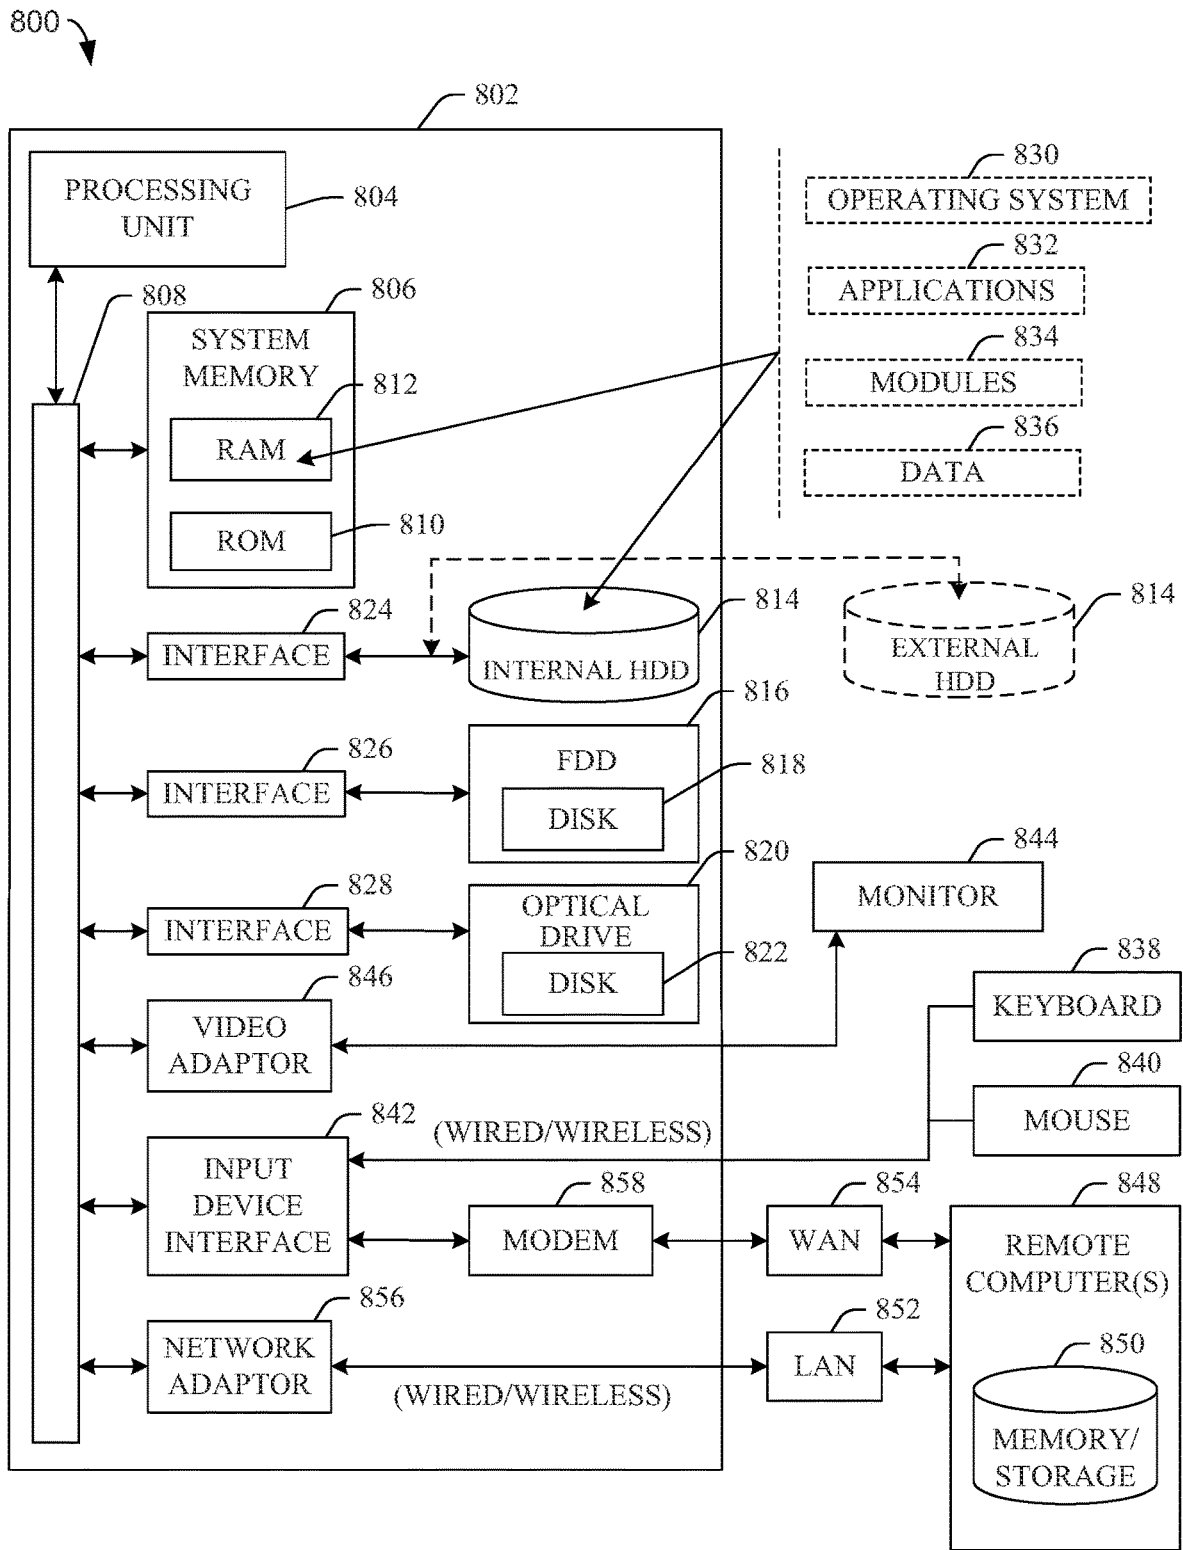 800
802
PROCESSING
UNIT
804
830
OPERATING SYSTEM
832
APPLICATIONS
834
MODULES
836
DATA
808
806
SYSTEM
MEMORY
812
RAM
810
ROM
824
INTERFACE
814
INTERNAL HDD
814
EXTERNAL
HDD
826
INTERFACE
816
FDD
818
DISK
828
INTERFACE
820
OPTICAL
DRIVE
822
DISK
844
MONITOR
846
VIDEO
ADAPTOR
838
KEYBOARD
840
MOUSE
842
INPUT
DEVICE
INTERFACE
(WIRED/WIRELESS)
858
MODEM
854
WAN
848
REMOTE
COMPUTER(S)
856
NETWORK
ADAPTOR
(WIRED/WIRELESS)
852
LAN
850
MEMORY/
STORAGE